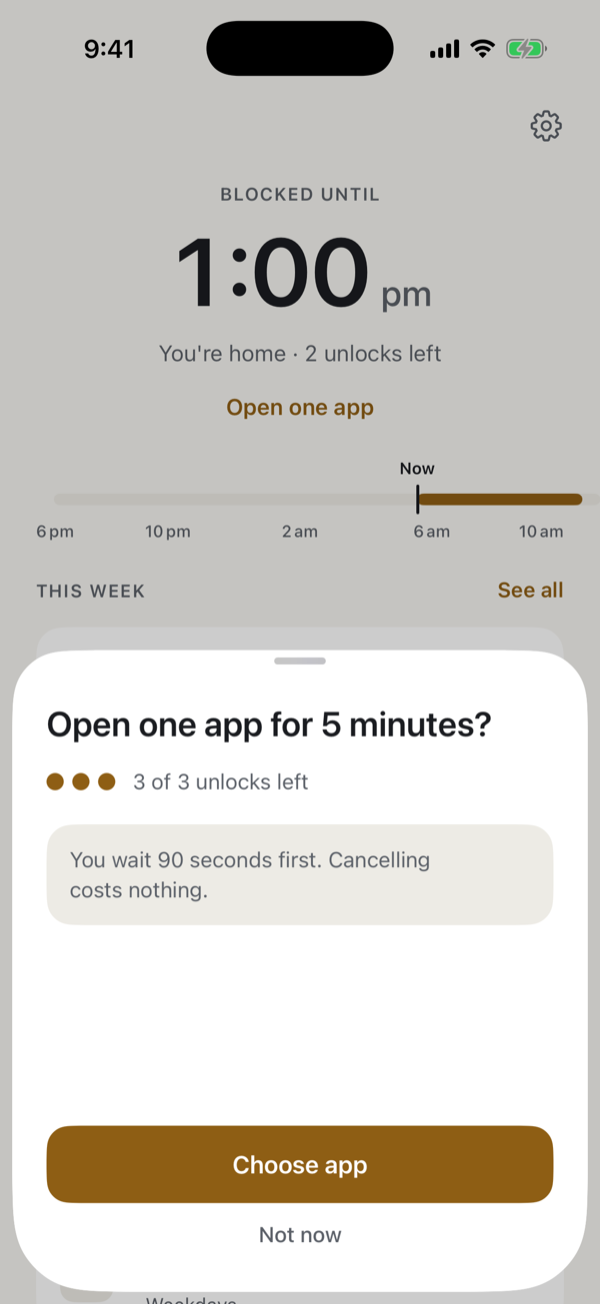 9:41
BLOCKED UNTIL
1:00 pm
You're home · 2 unlocks left
Open one app
Now
6 pm 10 pm 2 am 6 am 10 am
THIS WEEK See all
Open one app for 5 minutes?
3 of 3 unlocks left
You wait 90 seconds first. Cancelling
costs nothing.
Choose app
Not now
Weekdays